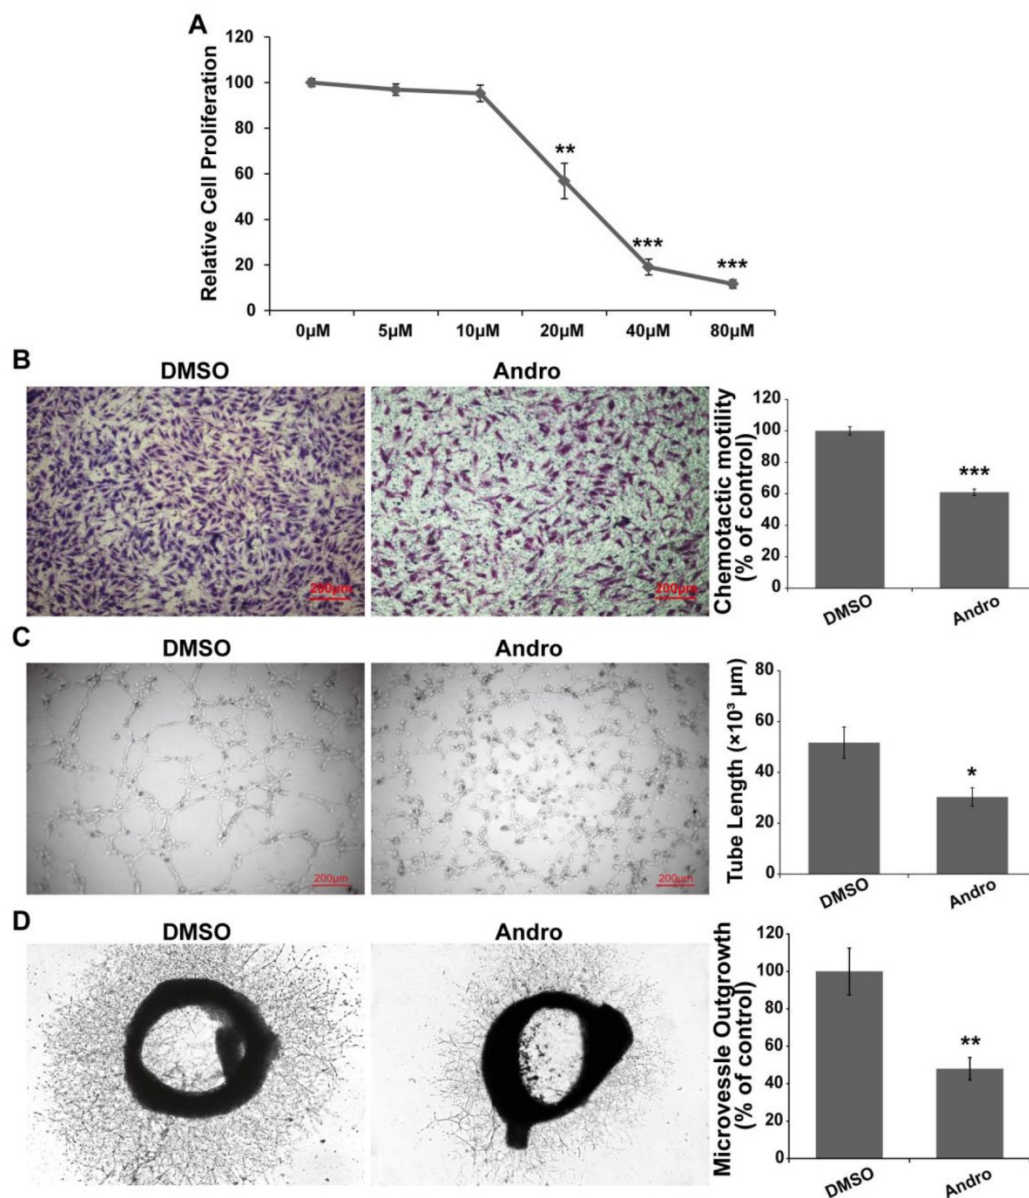 A
Relative Cell Proliferation
120
100
80
60
40
20
0
**
***
***
0μM 5μM 10μM 20μM 40μM 80μM
B
DMSO Andro
200μm 200μm
Chemotactic motility
(% of control)
120
100
80
60
40
20
0
***
DMSO Andro
C
DMSO Andro
200μm 200μm
Tube Length (×10³ μm)
80
60
40
20
0
*
DMSO Andro
D
DMSO Andro
Microvessle Outgrowth
(% of control)
120
100
80
60
40
20
0
**
DMSO Andro